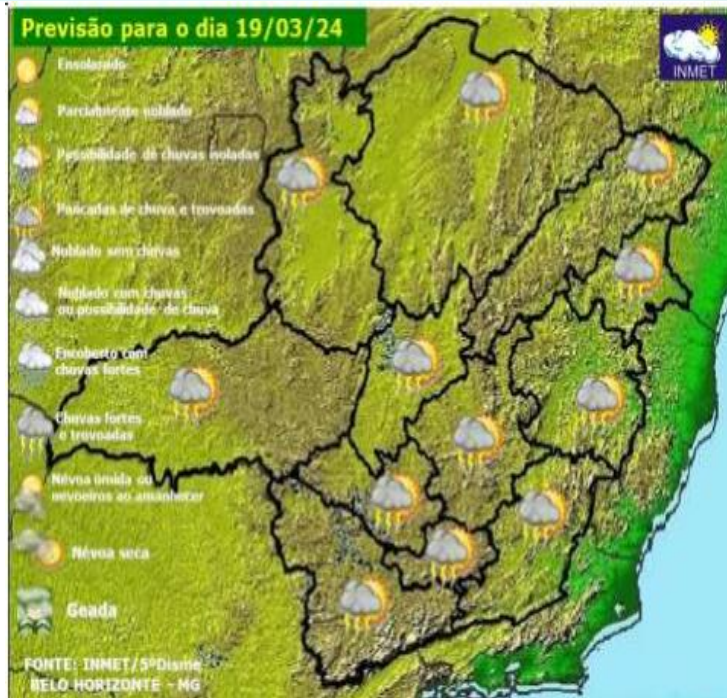 Previsão para o dia 19/03/24
INMET
Ensolarado
Parcialmente nublado
Possibilidade de chuvas isoladas
Pancadas de chuva e trovoadas
Nublado sem chuvas
Nublado com chuvas
ou possibilidade de chuva
Encoberto com
chuvas fortes
Chuvas fortes
e trovoadas
Névoa úmida ou
nevoeiros ao amanhecer
Névoa seca
Geada
FONTE: INMET/5ºDisme
BELO HORIZONTE - MG